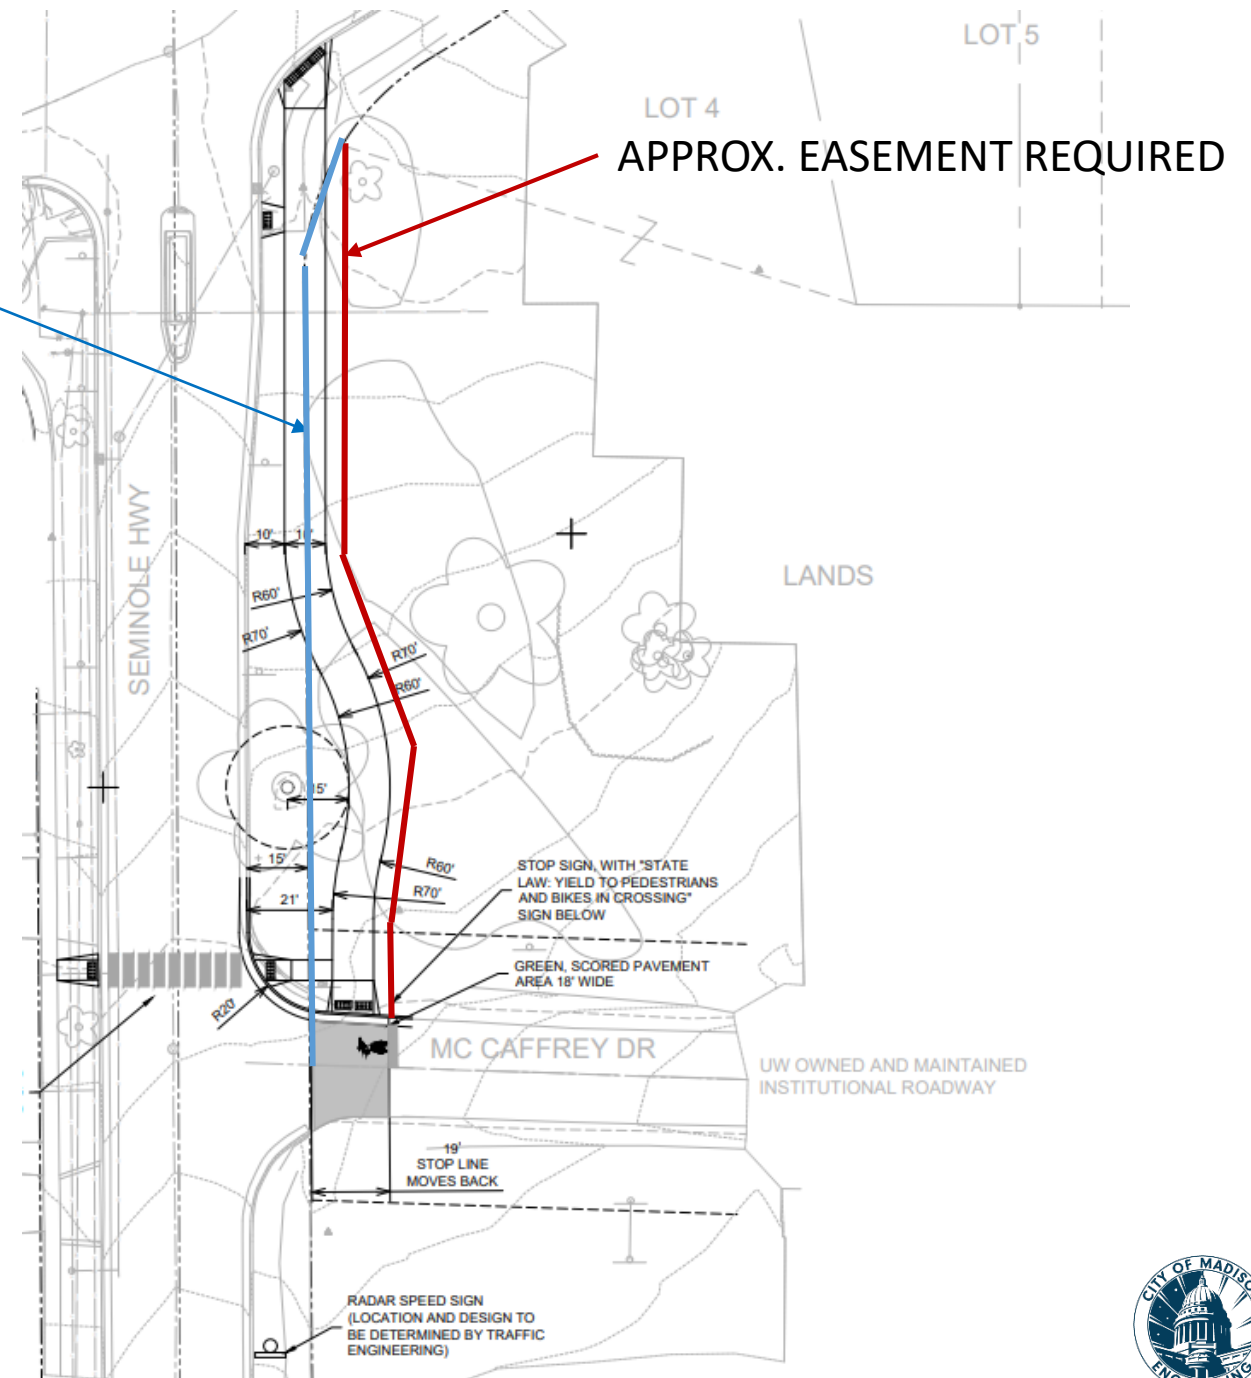 LOT 5
LOT 4
APPROX. EASEMENT REQUIRED
SEMINOLE HWY
10'
LANDS
R60'
R70'
R70'
R60'
15'
15'
R60'
R70'
21'
STOP SIGN, WITH "STATE
LAW: YIELD TO PEDESTRIANS
AND BIKES IN CROSSING"
SIGN BELOW
GREEN, SCORED PAVEMENT
AREA 18' WIDE
R20'
MC CAFFREY DR
UW OWNED AND MAINTAINED
INSTITUTIONAL ROADWAY
19'
STOP LINE
MOVES BACK
RADAR SPEED SIGN
(LOCATION AND DESIGN TO
BE DETERMINED BY TRAFFIC
ENGINEERING)
CITY OF MADISO